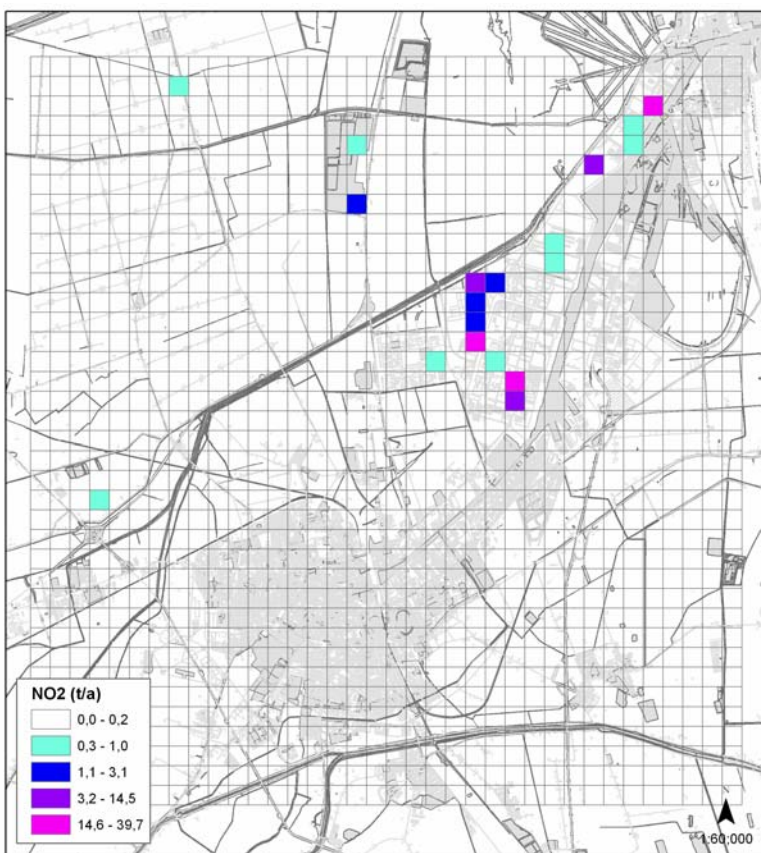 NO2 (t/a)
0,0 - 0,2
0,3 - 1,0
1,1 - 3,1
3,2 - 14,5
14,6 - 39,7
1:60;000